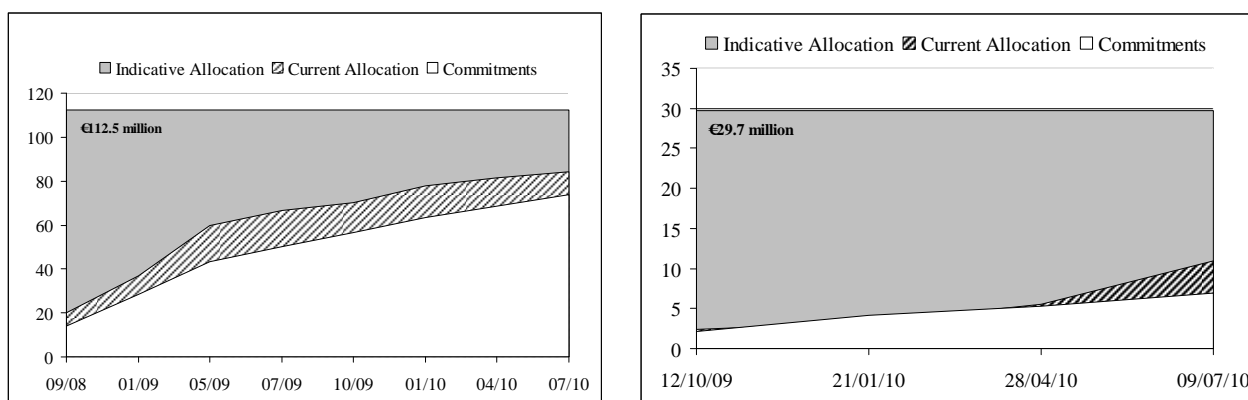 Indicative Allocation Current Allocation Commitments
120
€112.5 million
100
80
60
40
20
0
09/08 01/09 05/09 07/09 10/09 01/10 04/10 07/10
Indicative Allocation Current Allocation Commitments
35
30
€29.7 million
25
20
15
10
5
0
12/10/09 21/01/10 28/04/10 09/07/10